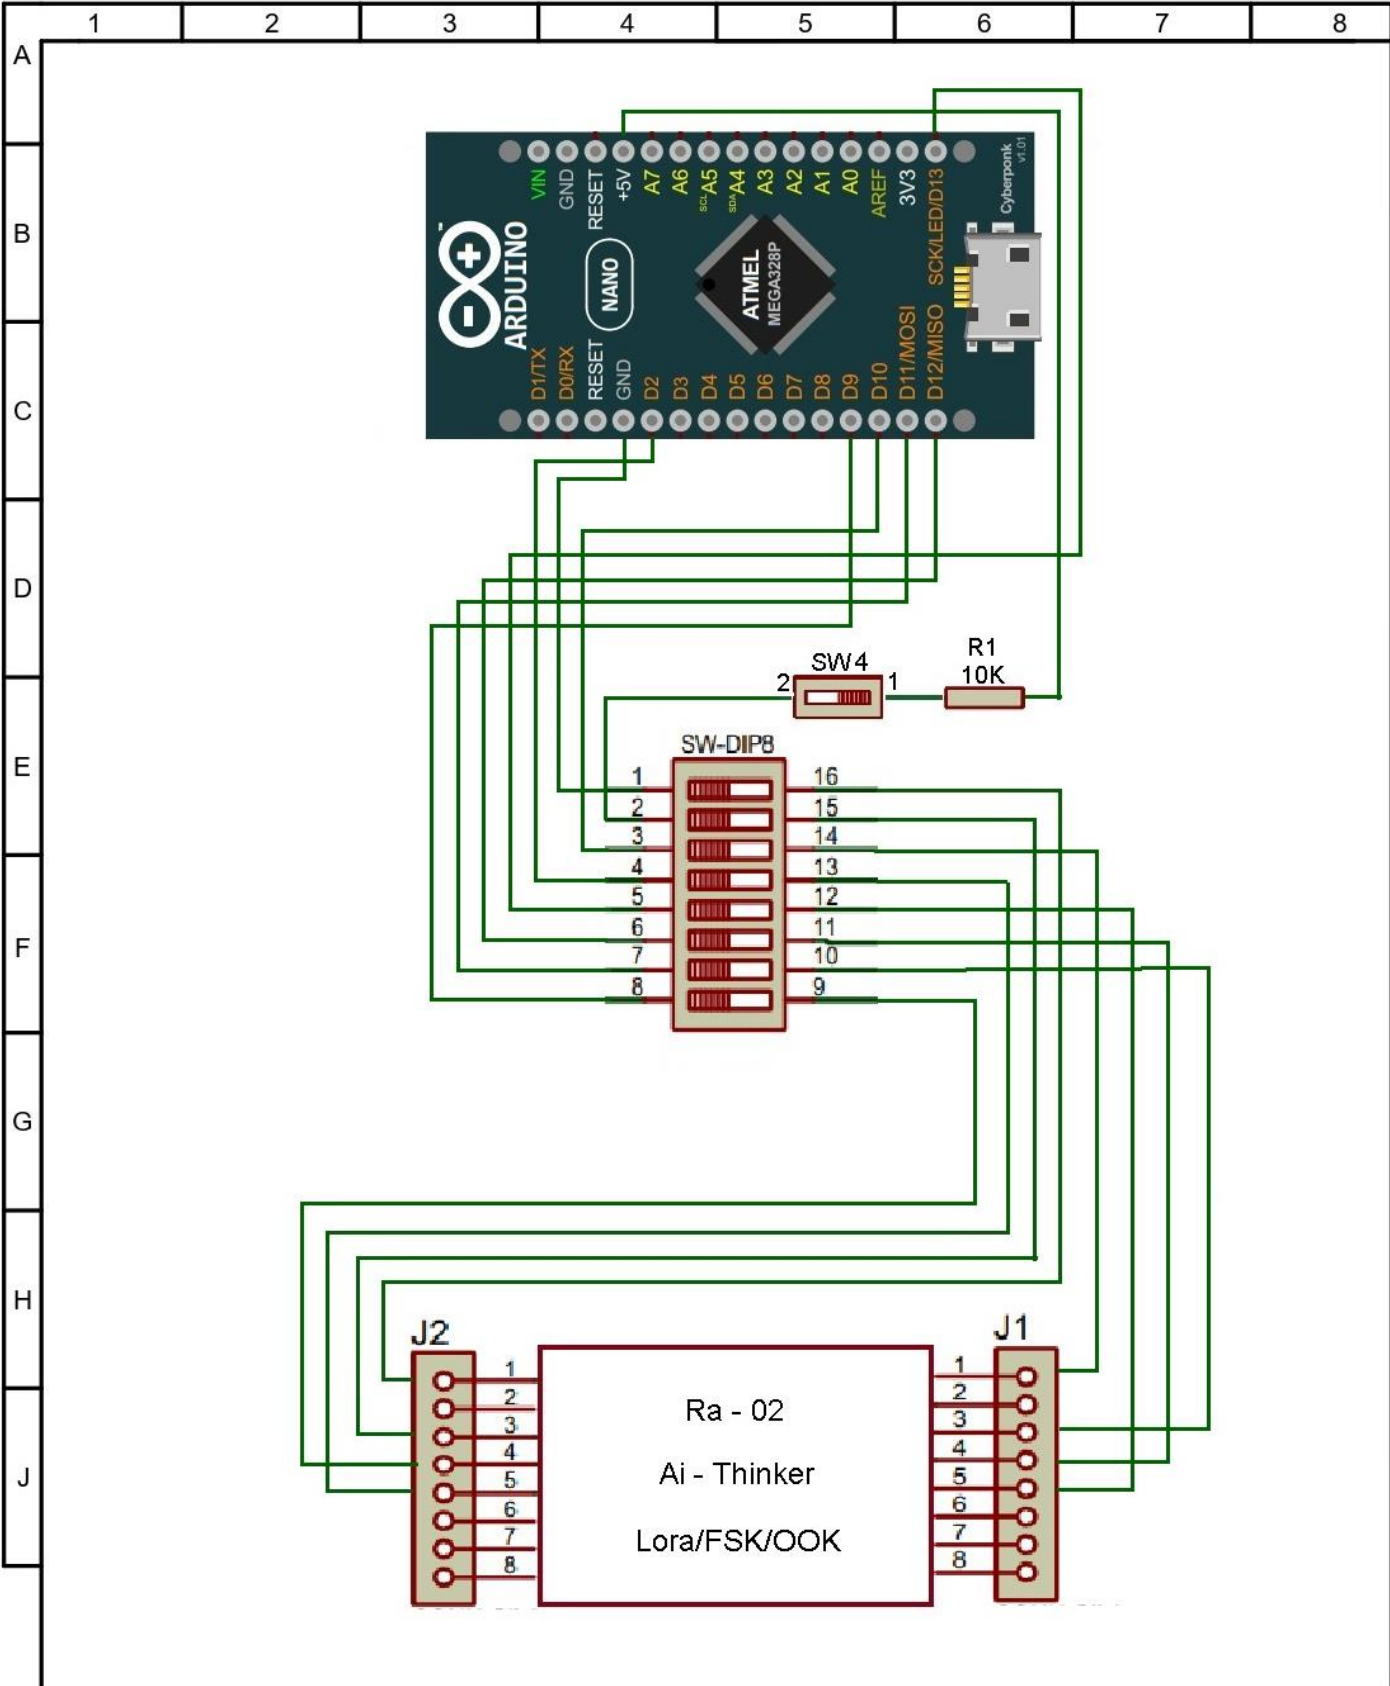 1 2 3 4 5 6 7 8
A
B
C
D
E
F
G
H
J
VIN
GND
RESET
+5V
A7
A6
SCL A5
SDA A4
A3
A2
A1
A0
AREF
3V3
SCK/LED/D13
Cyberponk
v1.01
™
ARDUINO
NANO
ATMEL
MEGA328P
D1/TX
D0/RX
RESET
GND
D2
D3
D4
D5
D6
D7
D8
D9
D10
D11/MOSI
D12/MISO
R1
10K
SW4
2 1
SW-DIP8
1 16
2 15
3 14
4 13
5 12
6 11
7 10
8 9
J2
J1
1 1
2 2
3 3
4 4
5 5
6 6
7 7
8 8
Ra - 02
Ai - Thinker
Lora/FSK/OOK